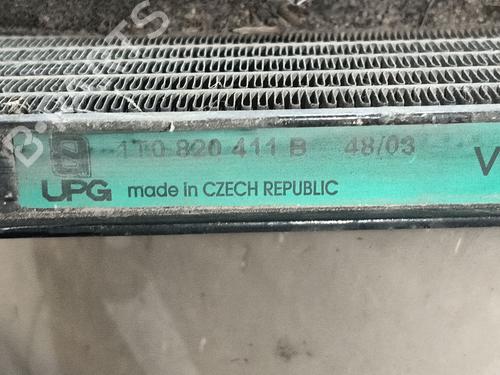 1T0 820 411 B 48/03 V
UPG made in CZECH REPUBLIC